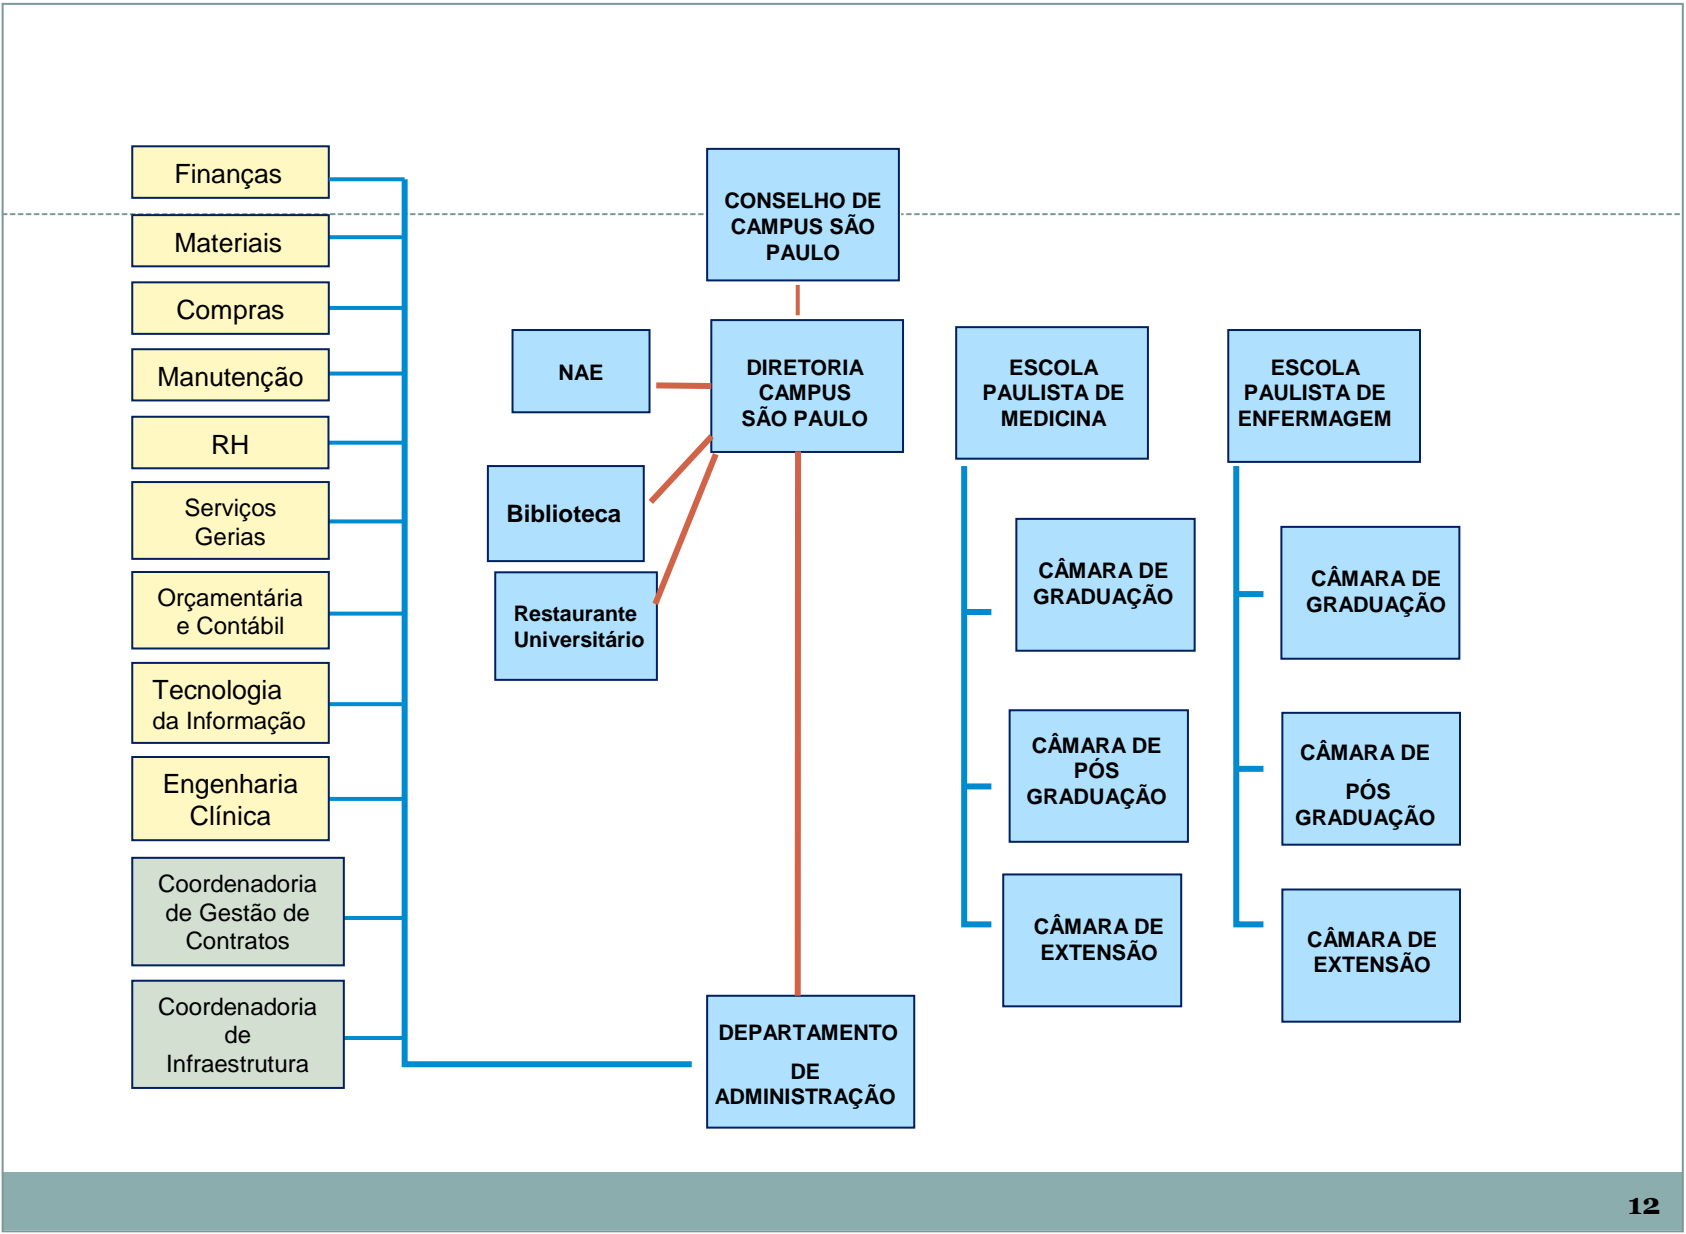 Finanças
Materiais
Compras
Manutenção
RH
Serviços
Gerias
Orçamentária
e Contábil
Tecnologia
da Informação
Engenharia
Clínica
Coordenadoria
de Gestão de
Contratos
Coordenadoria
de
Infraestrutura
CONSELHO DE
CAMPUS SÃO
PAULO
NAE
DIRETORIA
CAMPUS
SÃO PAULO
Biblioteca
Restaurante
Universitário
DEPARTAMENTO
DE
ADMINISTRAÇÃO
ESCOLA
PAULISTA DE
MEDICINA
CÂMARA DE
GRADUAÇÃO
CÂMARA DE
PÓS
GRADUAÇÃO
CÂMARA DE
EXTENSÃO
ESCOLA
PAULISTA DE
ENFERMAGEM
CÂMARA DE
GRADUAÇÃO
CÂMARA DE
PÓS
GRADUAÇÃO
CÂMARA DE
EXTENSÃO
12